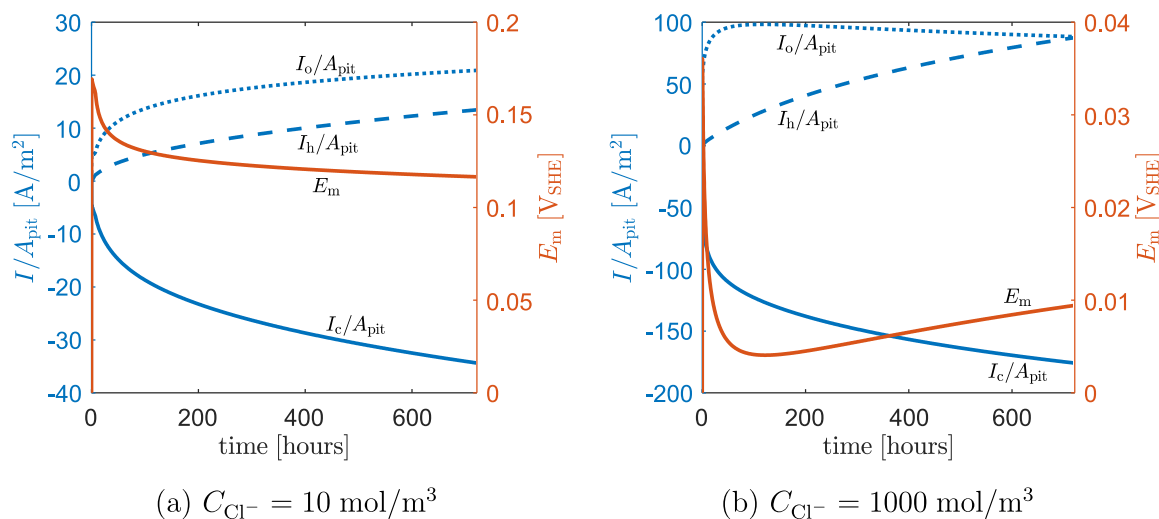 30
20
10
0
-10
-20
-30
-40
I/A_pit [A/m²]
0.2
0.15
0.1
0.05
0
E_m [V_SHE]
I_o/A_pit
I_h/A_pit
E_m
I_c/A_pit
0 200 400 600
time [hours]
(a) C_Cl⁻ = 10 mol/m³
100
50
0
-50
-100
-150
-200
I/A_pit [A/m²]
0.04
0.03
0.02
0.01
0
E_m [V_SHE]
I_o/A_pit
I_h/A_pit
E_m
I_c/A_pit
0 200 400 600
time [hours]
(b) C_Cl⁻ = 1000 mol/m³